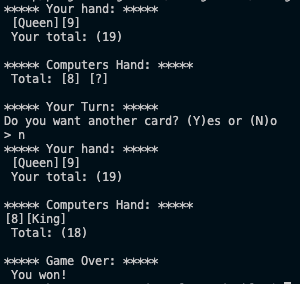 ***** Your hand: *****
[Queen][9]
Your total: (19)
***** Computers Hand: *****
Total: [8] [?]
***** Your Turn: *****
Do you want another card? (Y)es or (N)o
> n
***** Your hand: *****
[Queen][9]
Your total: (19)
***** Computers Hand: *****
[8][King]
Total: (18)
***** Game Over: *****
You won!